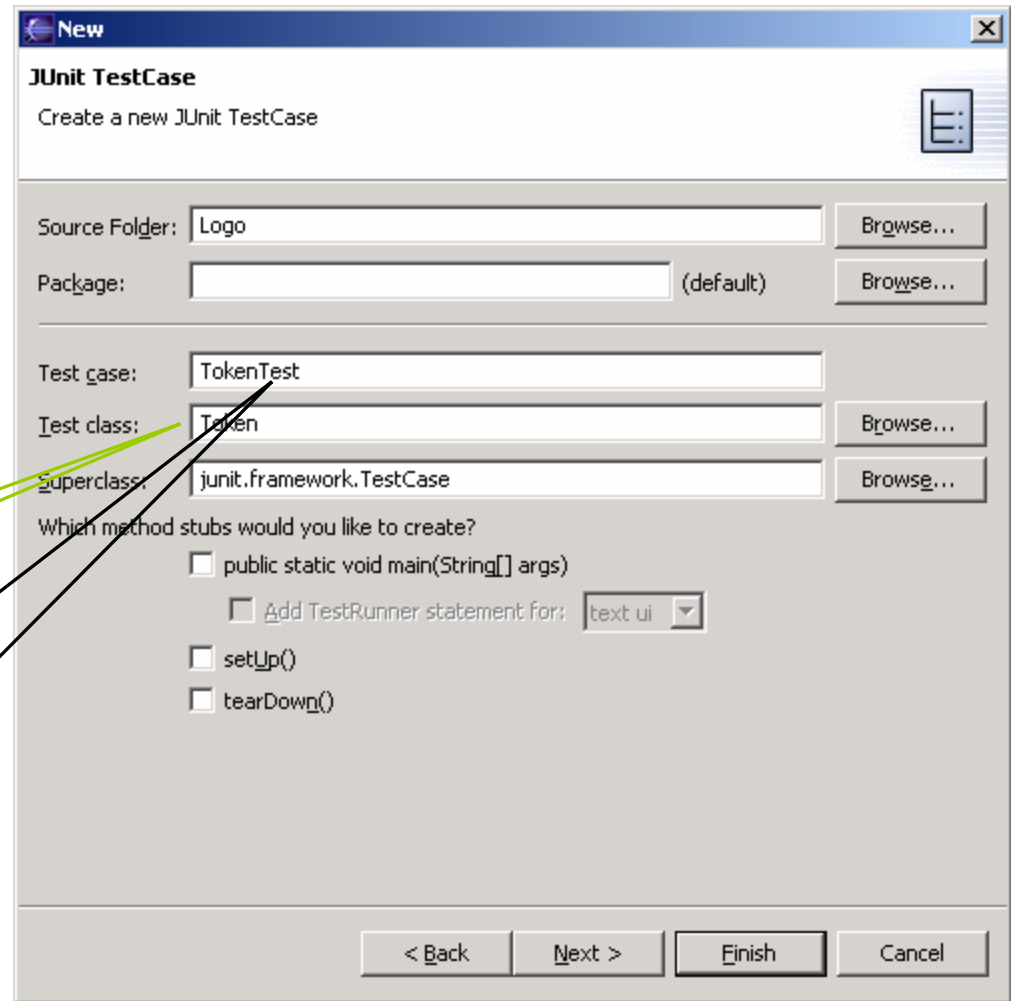 New
JUnit TestCase
Create a new JUnit TestCase
Source Folder: Logo Browse...
Package: (default) Browse...
Test case: TokenTest
Test class: Token Browse...
Superclass: junit.framework.TestCase Browse...
Which method stubs would you like to create?
public static void main(String[] args)
Add TestRunner statement for: text ui
setUp()
tearDown()
< Back Next > Finish Cancel